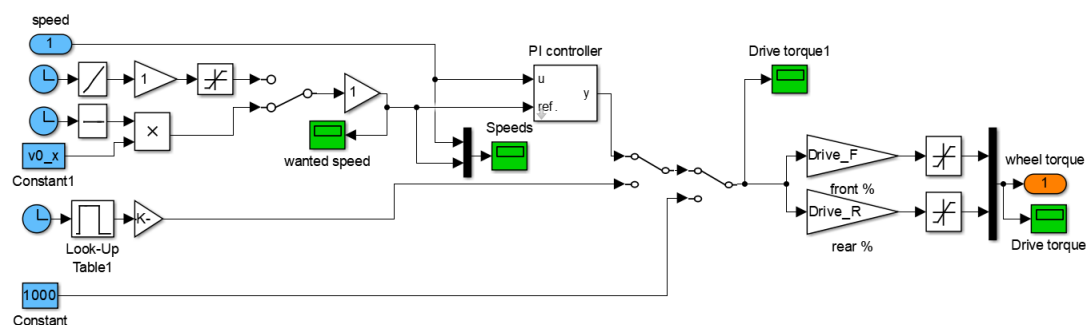 speed
1
PI controller
Drive torque1
u
y
ref.
1
1
Speeds
wanted speed
×
v0_x
Constant1
Drive_F
front %
wheel torque
1
K-
Look-Up
Table1
Drive_R
rear %
Drive torque
1000
Constant